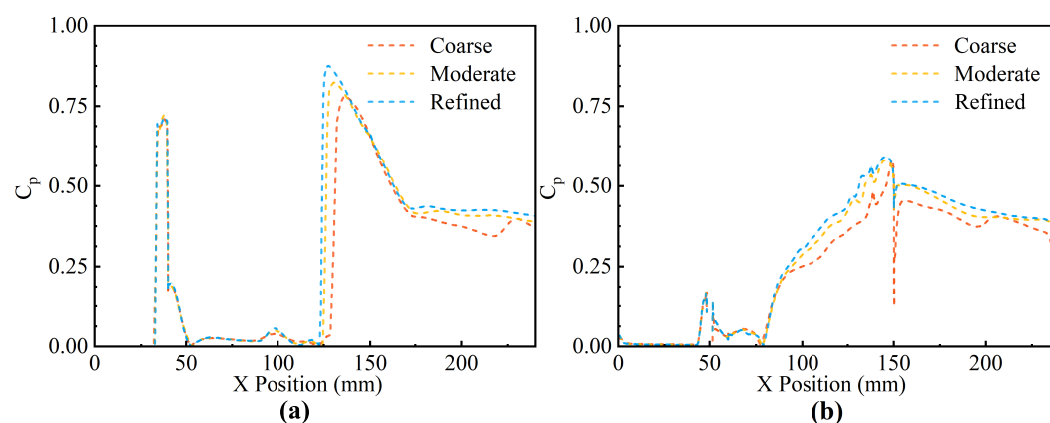 1.00
0.75
0.50
0.25
0.00
C_p
0 50 100 150 200
X Position (mm)
Coarse
Moderate
Refined
(a)
1.00
0.75
0.50
0.25
0.00
C_p
0 50 100 150 200
X Position (mm)
Coarse
Moderate
Refined
(b)